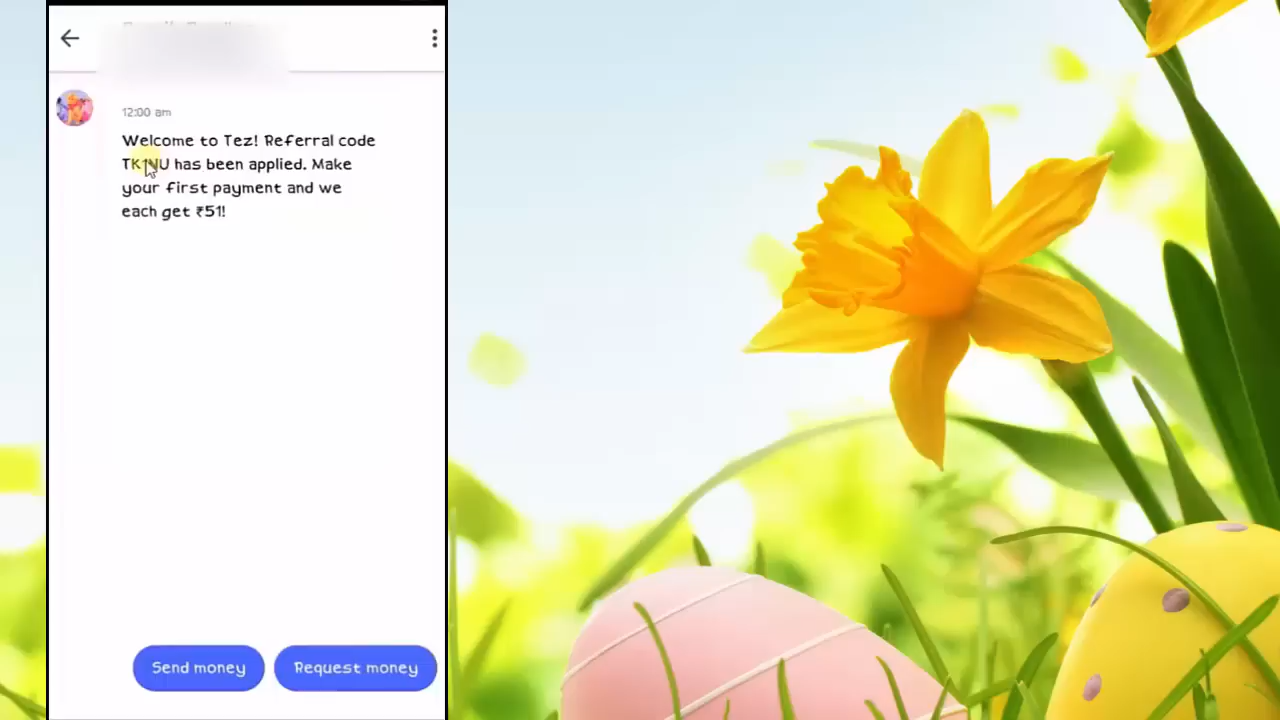 12:00 am
Welcome to Tez! Referral code
has been applied. Make
your first payment and we
each get ₹51!
Send money
Request money